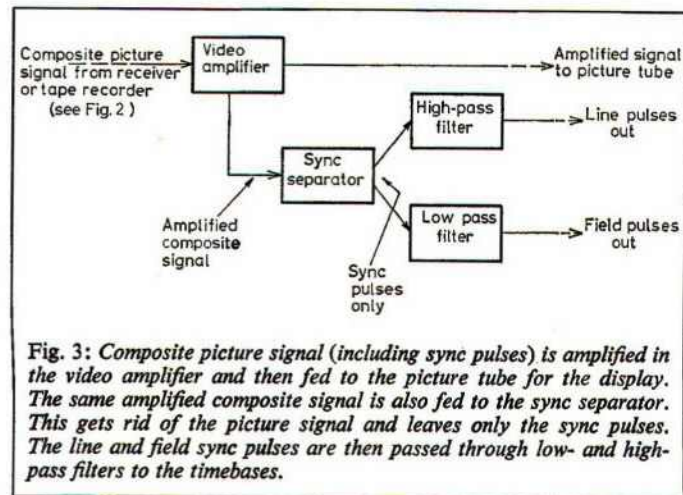 Composite picture
signal from receiver
or tape recorder
(see Fig. 2)
Video
amplifier
Amplified signal
to picture tube
High-pass
filter
Line pulses
out
Sync
separator
Amplified
composite
signal
Low pass
filter
Field pulses
out
Sync
pulses
only
Fig. 3: Composite picture signal (including sync pulses) is amplified in
the video amplifier and then fed to the picture tube for the display.
The same amplified composite signal is also fed to the sync separator.
This gets rid of the picture signal and leaves only the sync pulses.
The line and field sync pulses are then passed through low- and high-
pass filters to the timebases.